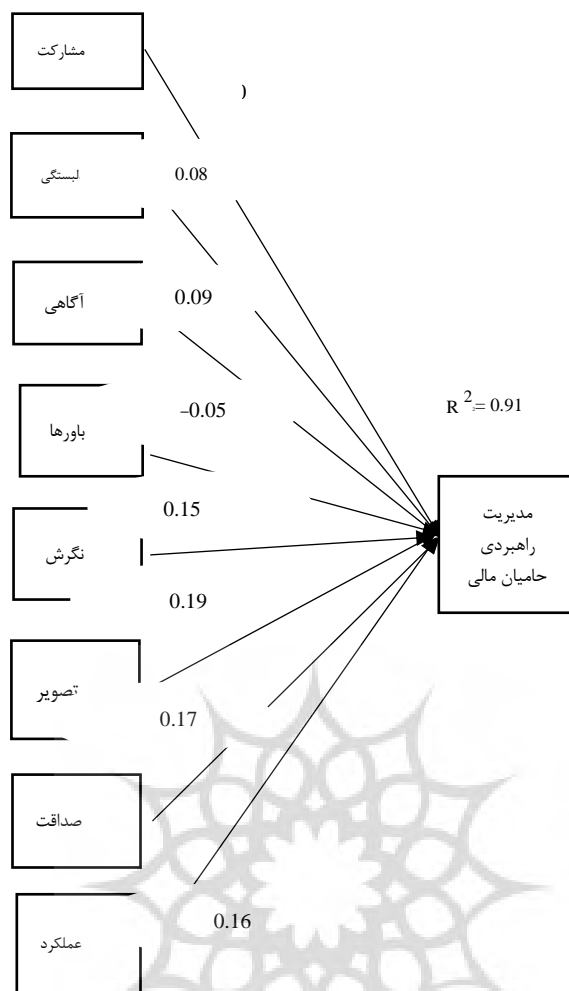 مشارکت
)
لبستگی
0.08
آگاهی
0.09
باورها
-0.05
R 2 = 0.91
نگرش
0.15
مدیریت
راهبردی
حامیان مالی
0.19
تصویر
0.17
صداقت
عملکرد
0.16